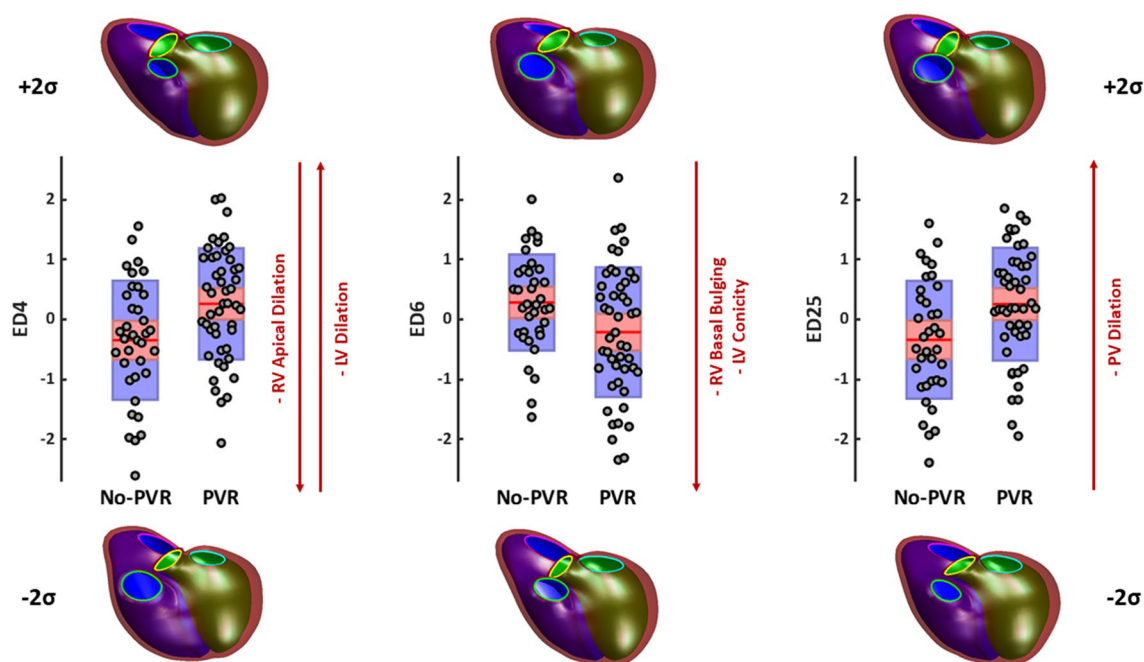 +2σ
+2σ
ED4
2
1
0
-1
-2
No-PVR
PVR
- RV Apical Dilation
- LV Dilation
ED6
2
1
0
-1
-2
No-PVR
PVR
- RV Basal Bulging
- LV Conicity
ED25
2
1
0
-1
-2
No-PVR
PVR
- PV Dilation
-2σ
-2σ